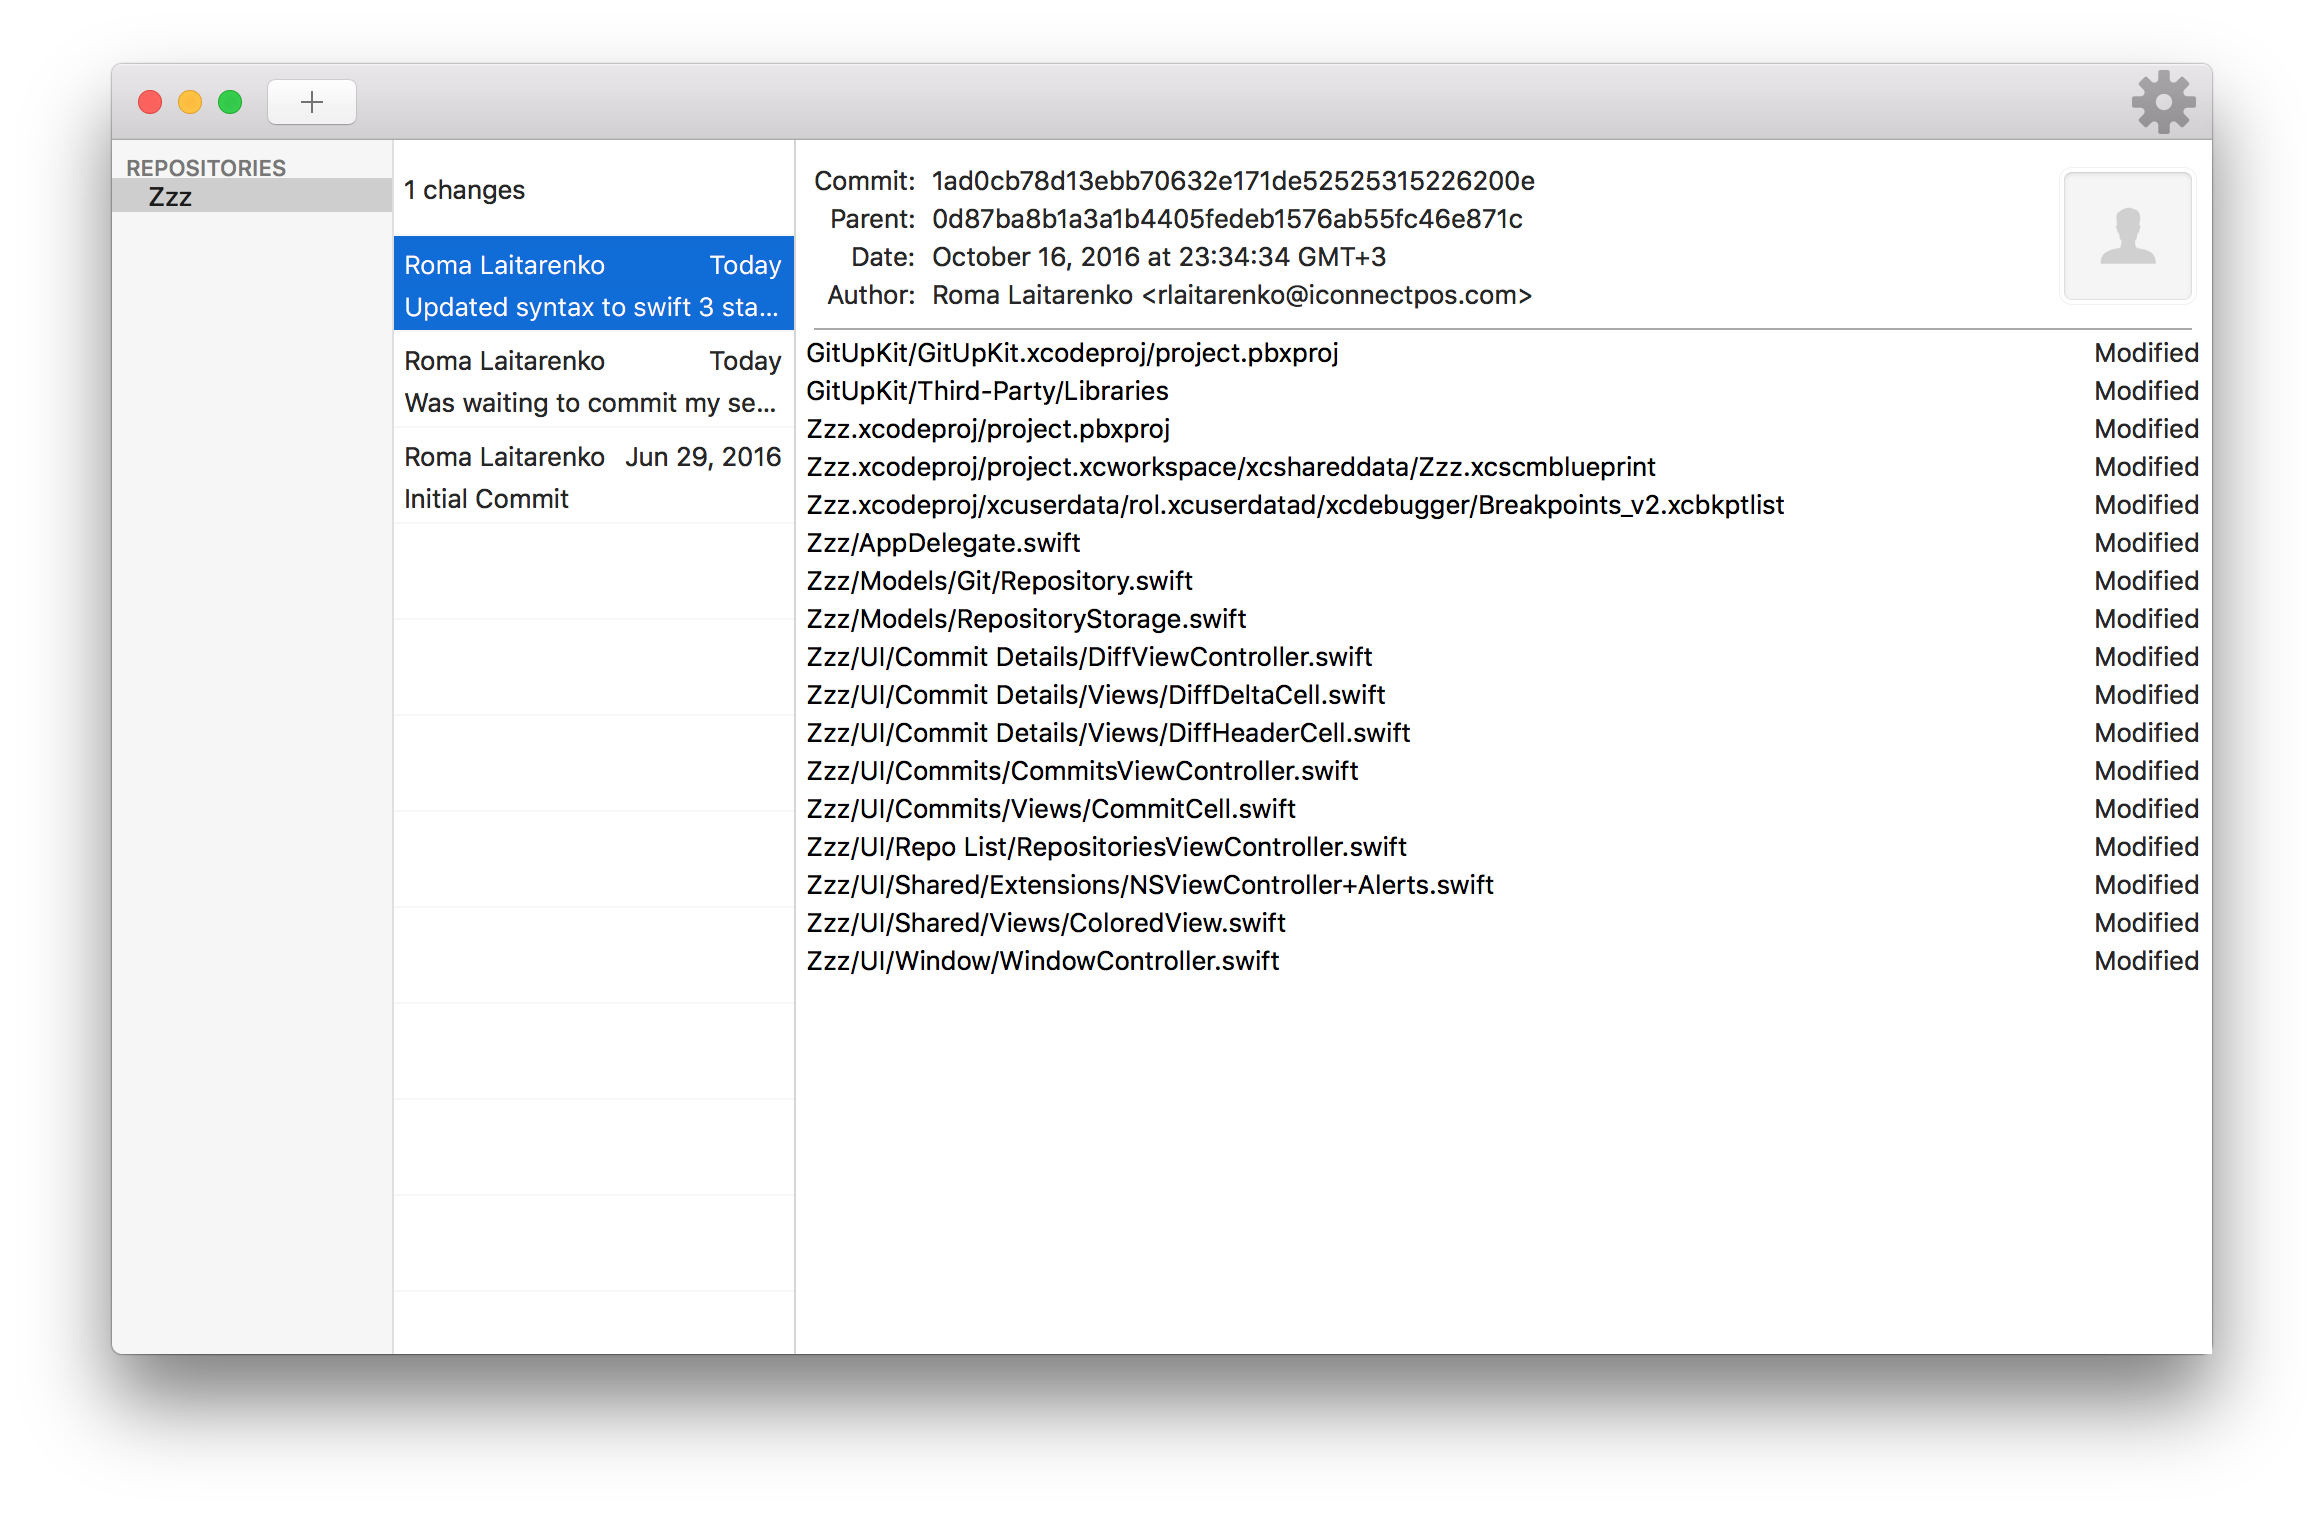 REPOSITORIES
Zzz
1 changes
Roma Laitarenko Today
Updated syntax to swift 3 sta...
Roma Laitarenko Today
Was waiting to commit my se...
Roma Laitarenko Jun 29, 2016
Initial Commit
Commit: 1ad0cb78d13ebb70632e171de52525315226200e
Parent: 0d87ba8b1a3a1b4405fedeb1576ab55fc46e871c
Date: October 16, 2016 at 23:34:34 GMT+3
Author: Roma Laitarenko <rlaitarenko@iconnectpos.com>
GitUpKit/GitUpKit.xcodeproj/project.pbxproj Modified
GitUpKit/Third-Party/Libraries Modified
Zzz.xcodeproj/project.pbxproj Modified
Zzz.xcodeproj/project.xcworkspace/xcshareddata/Zzz.xcscmblueprint Modified
Zzz.xcodeproj/xcuserdata/rol.xcuserdatad/xcdebugger/Breakpoints_v2.xcbkptlist Modified
Zzz/AppDelegate.swift Modified
Zzz/Models/Git/Repository.swift Modified
Zzz/Models/RepositoryStorage.swift Modified
Zzz/UI/Commit Details/DiffViewController.swift Modified
Zzz/UI/Commit Details/Views/DiffDeltaCell.swift Modified
Zzz/UI/Commit Details/Views/DiffHeaderCell.swift Modified
Zzz/UI/Commits/CommitsViewController.swift Modified
Zzz/UI/Commits/Views/CommitCell.swift Modified
Zzz/UI/Repo List/RepositoriesViewController.swift Modified
Zzz/UI/Shared/Extensions/NSViewController+Alerts.swift Modified
Zzz/UI/Shared/Views/ColoredView.swift Modified
Zzz/UI/Window/WindowController.swift Modified